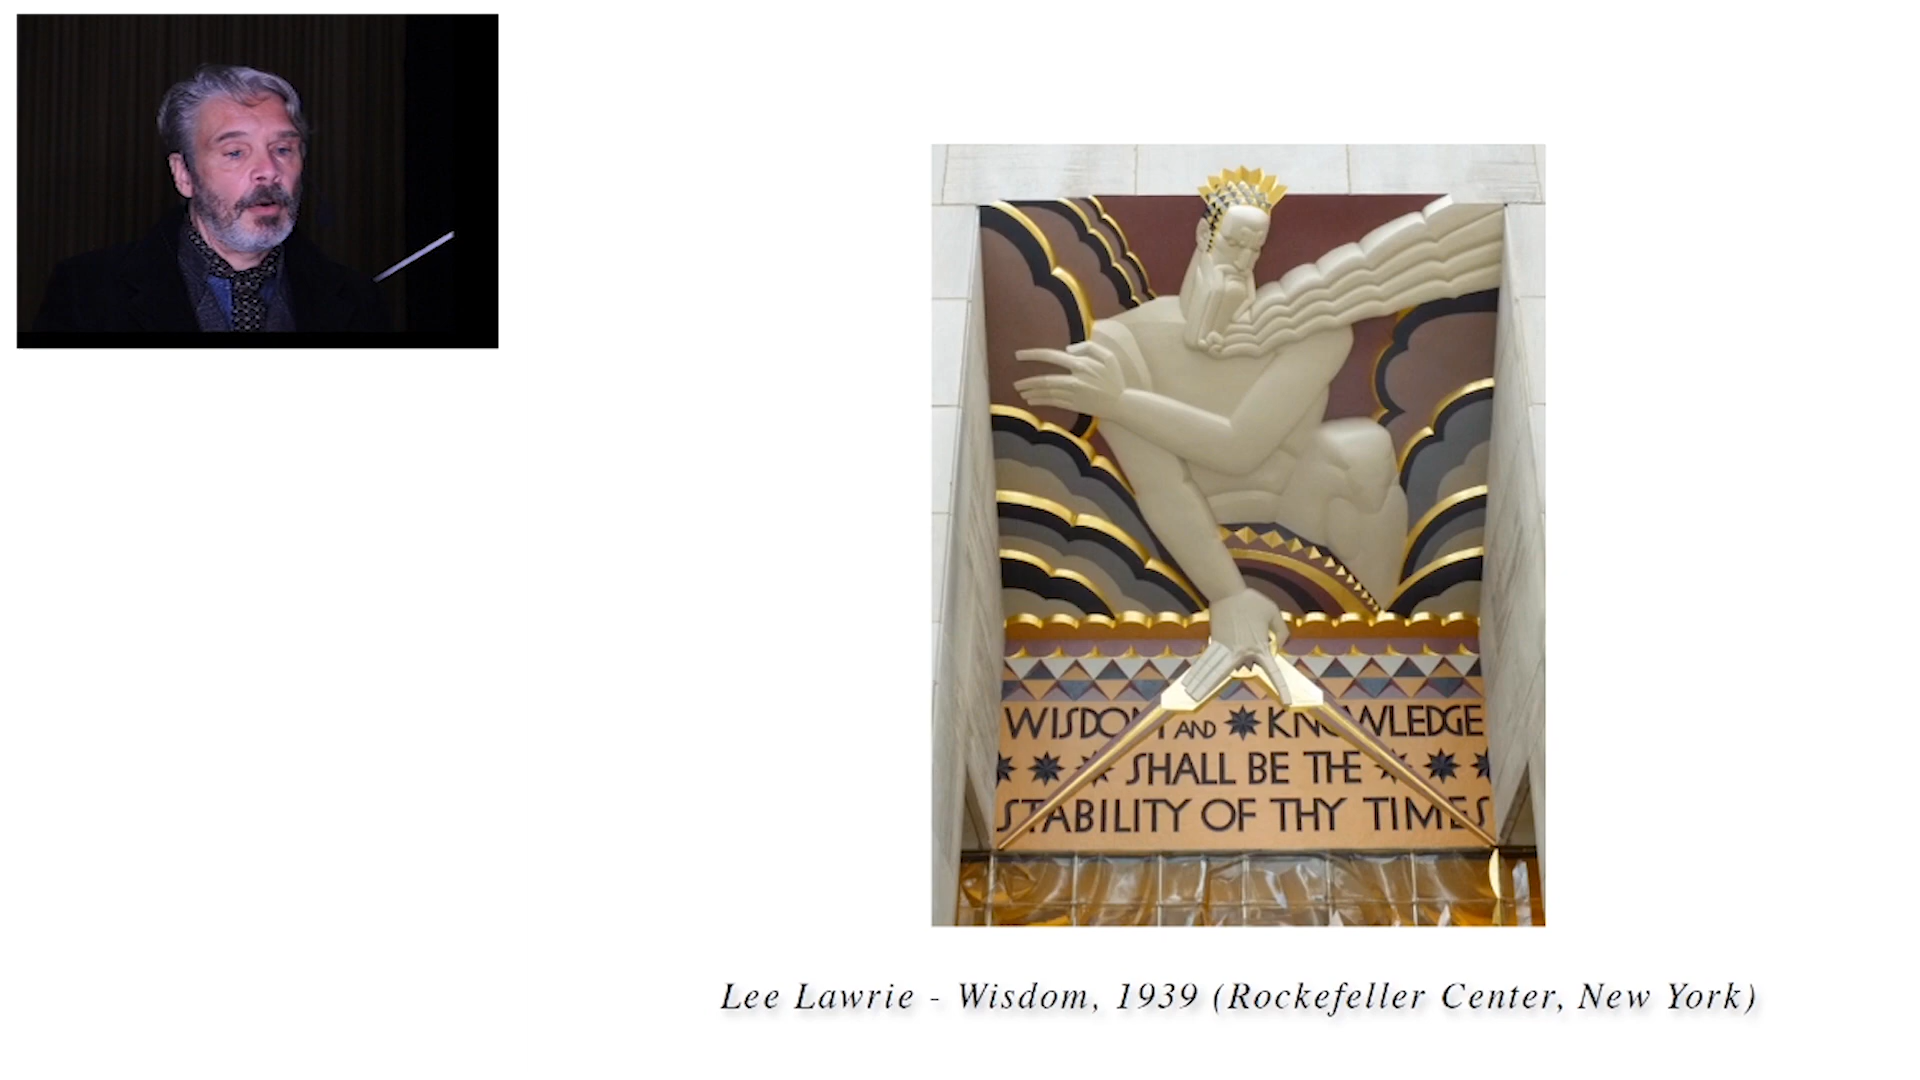 WISDOM AND KNOWLEDGE
SHALL BE THE
STABILITY OF THY TIMES
Lee Lawrie - Wisdom, 1939 (Rockefeller Center, New York)